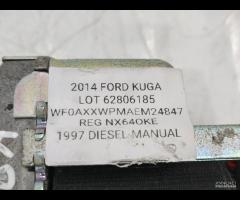 2014 FORD KUGA
LOT 62806185
WF0AXXWPMAEM24847
REG NX64OKE
1997 DIESEL MANUAL